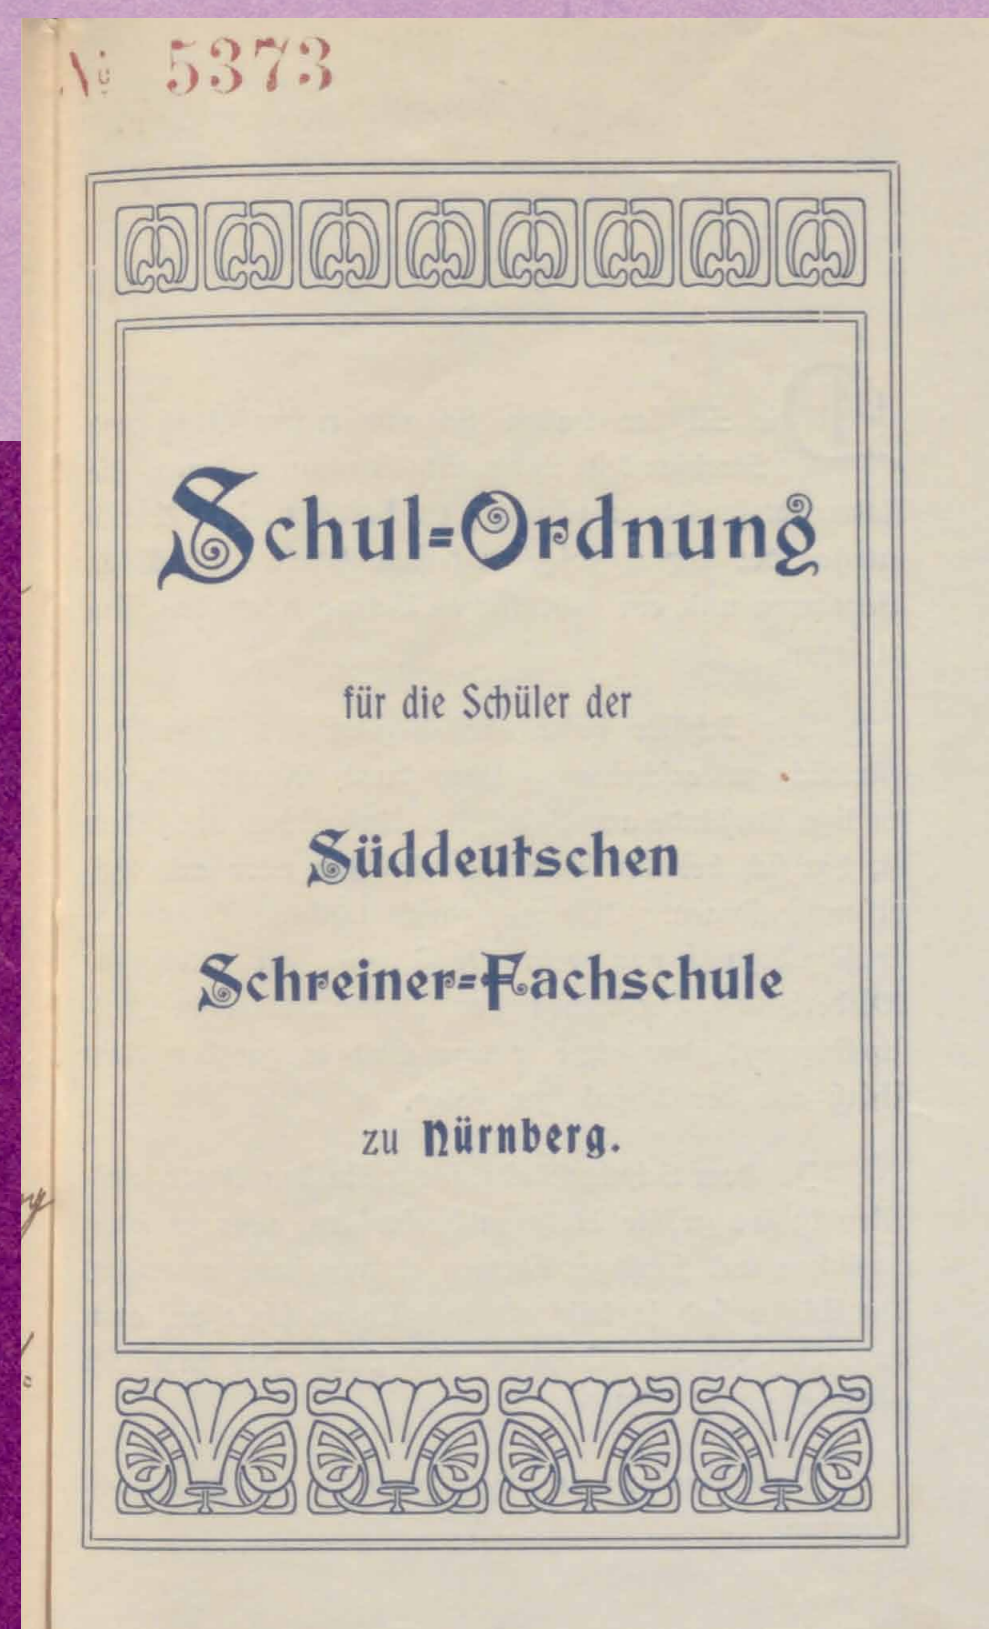 № 5373
Schul=Ordnung
für die Schüler der
Süddeutschen
Schreiner=Fachschule
zu Nürnberg.